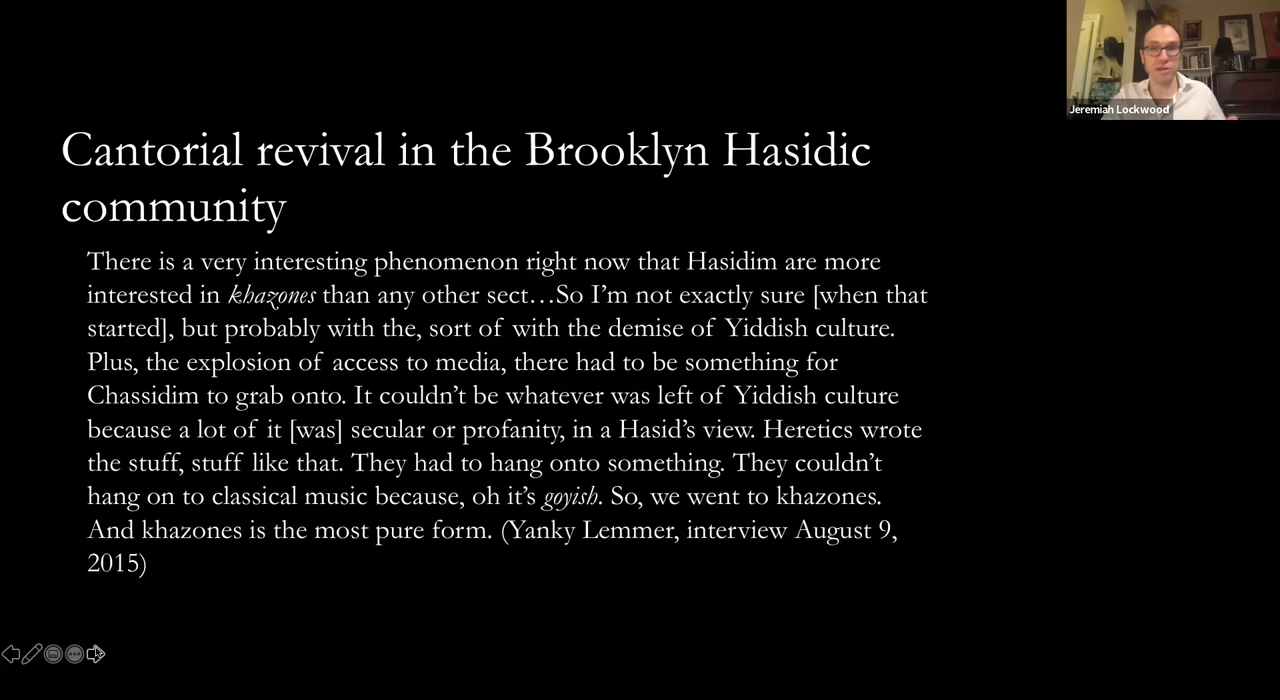 Jeremiah Lockwood
Cantorial revival in the Brooklyn Hasidic
community
There is a very interesting phenomenon right now that Hasidim are more
interested in khazones than any other sect…So I’m not exactly sure [when that
started], but probably with the, sort of with the demise of Yiddish culture.
Plus, the explosion of access to media, there had to be something for
Chassidim to grab onto. It couldn’t be whatever was left of Yiddish culture
because a lot of it [was] secular or profanity, in a Hasid’s view. Heretics wrote
the stuff, stuff like that. They had to hang onto something. They couldn’t
hang on to classical music because, oh it’s goyish. So, we went to khazones.
And khazones is the most pure form. (Yanky Lemmer, interview August 9,
2015)